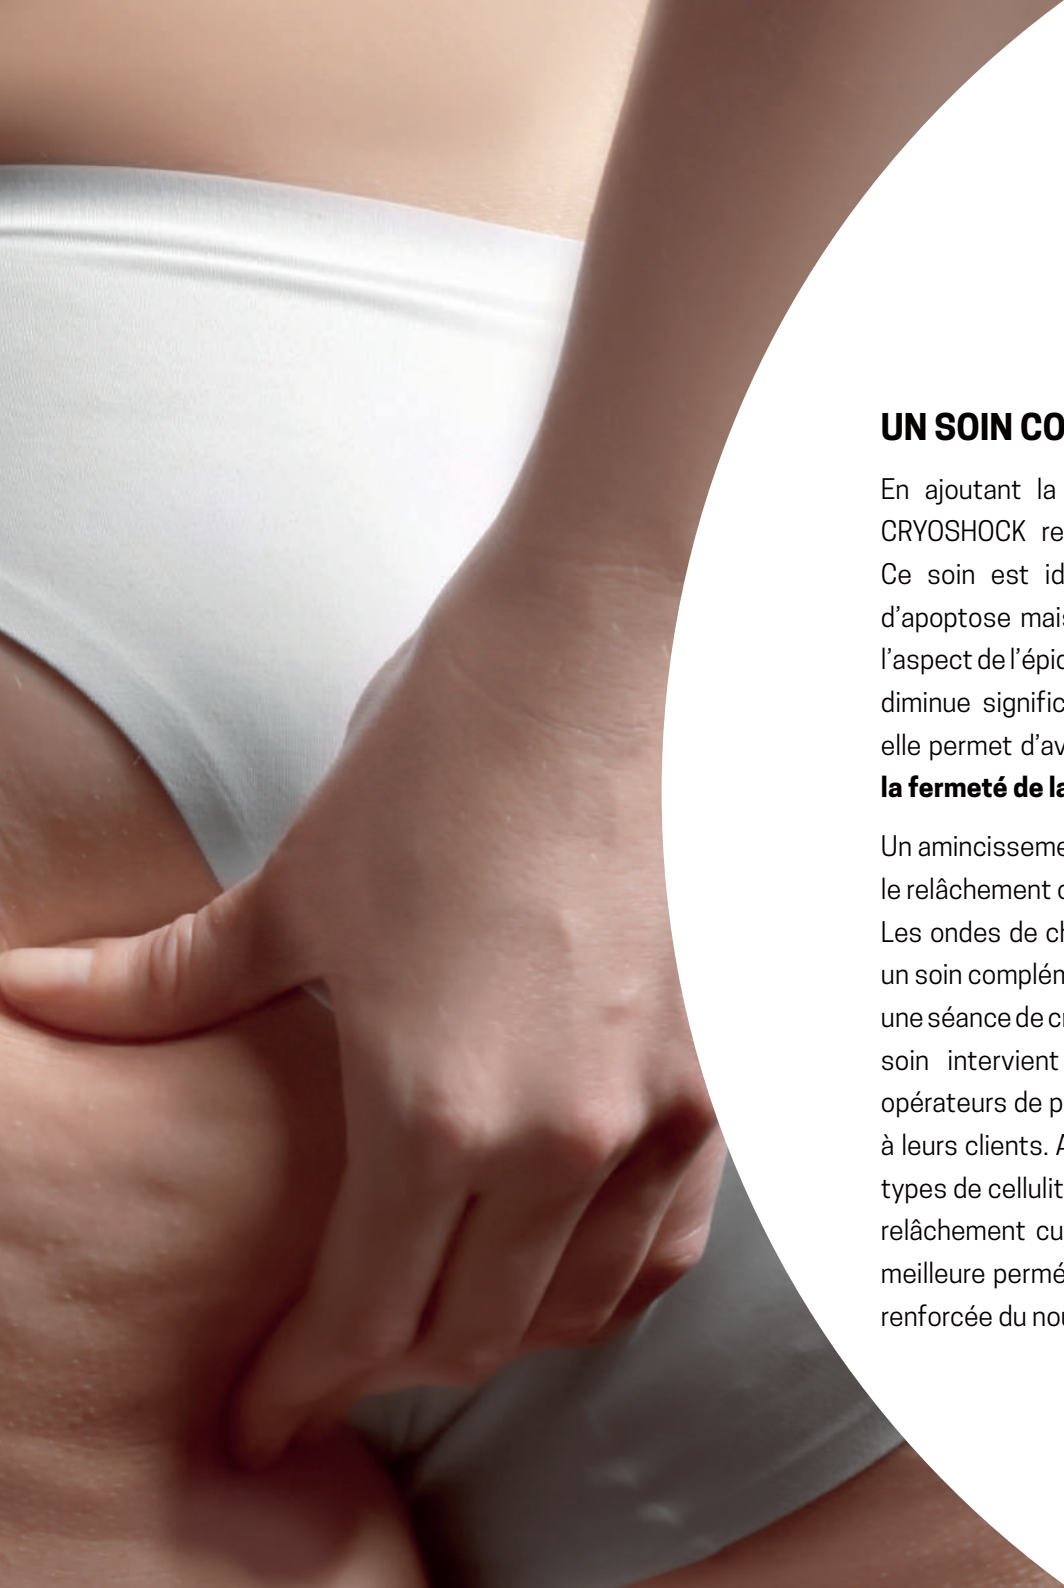 UN SOIN CO
En ajoutant la
CRYOSHOCK re
Ce soin est id
d'apoptose mais
l'aspect de l'épic
diminue signific
elle permet d'av
la fermeté de la
Un amincisseme
le relâchement
Les ondes de ch
un soin complém
une séance de cr
soin intervient
opérateurs de p
à leurs clients. A
types de cellulit
relâchement cu
meilleure permé
renforcée du nou